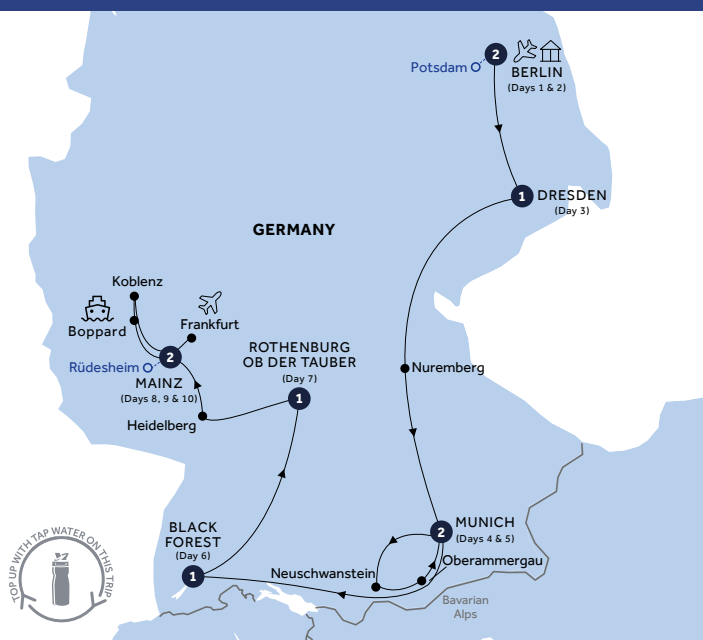 2
Potsdam
BERLIN
(Days 1 & 2)
1
DRESDEN
(Day 3)
GERMANY
Koblenz
Boppard
Frankfurt
2
Rüdesheim
MAINZ
(Days 8, 9 & 10)
ROTHENBURG
OB DER TAUBER
(Day 7)
1
Nuremberg
Heidelberg
BLACK
FOREST
(Day 6)
1
2
MUNICH
(Days 4 & 5)
Neuschwanstein
Oberammergau
Bavarian
Alps
TOP UP WITH TAP WATER ON THIS TRIP